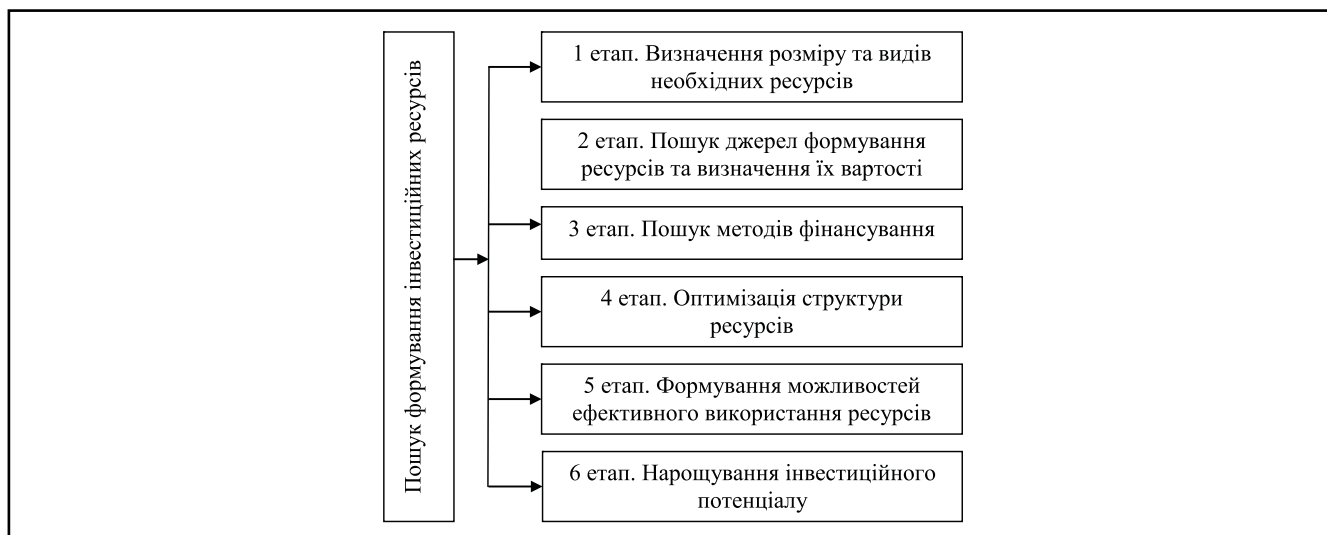 Пошук формування інвестиційних ресурсів
1 етап. Визначення розміру та видів
необхідних ресурсів
2 етап. Пошук джерел формування
ресурсів та визначення їх вартості
3 етап. Пошук методів фінансування
4 етап. Оптимізація структури
ресурсів
5 етап. Формування можливостей
ефективного використання ресурсів
6 етап. Нарощування інвестиційного
потенціалу